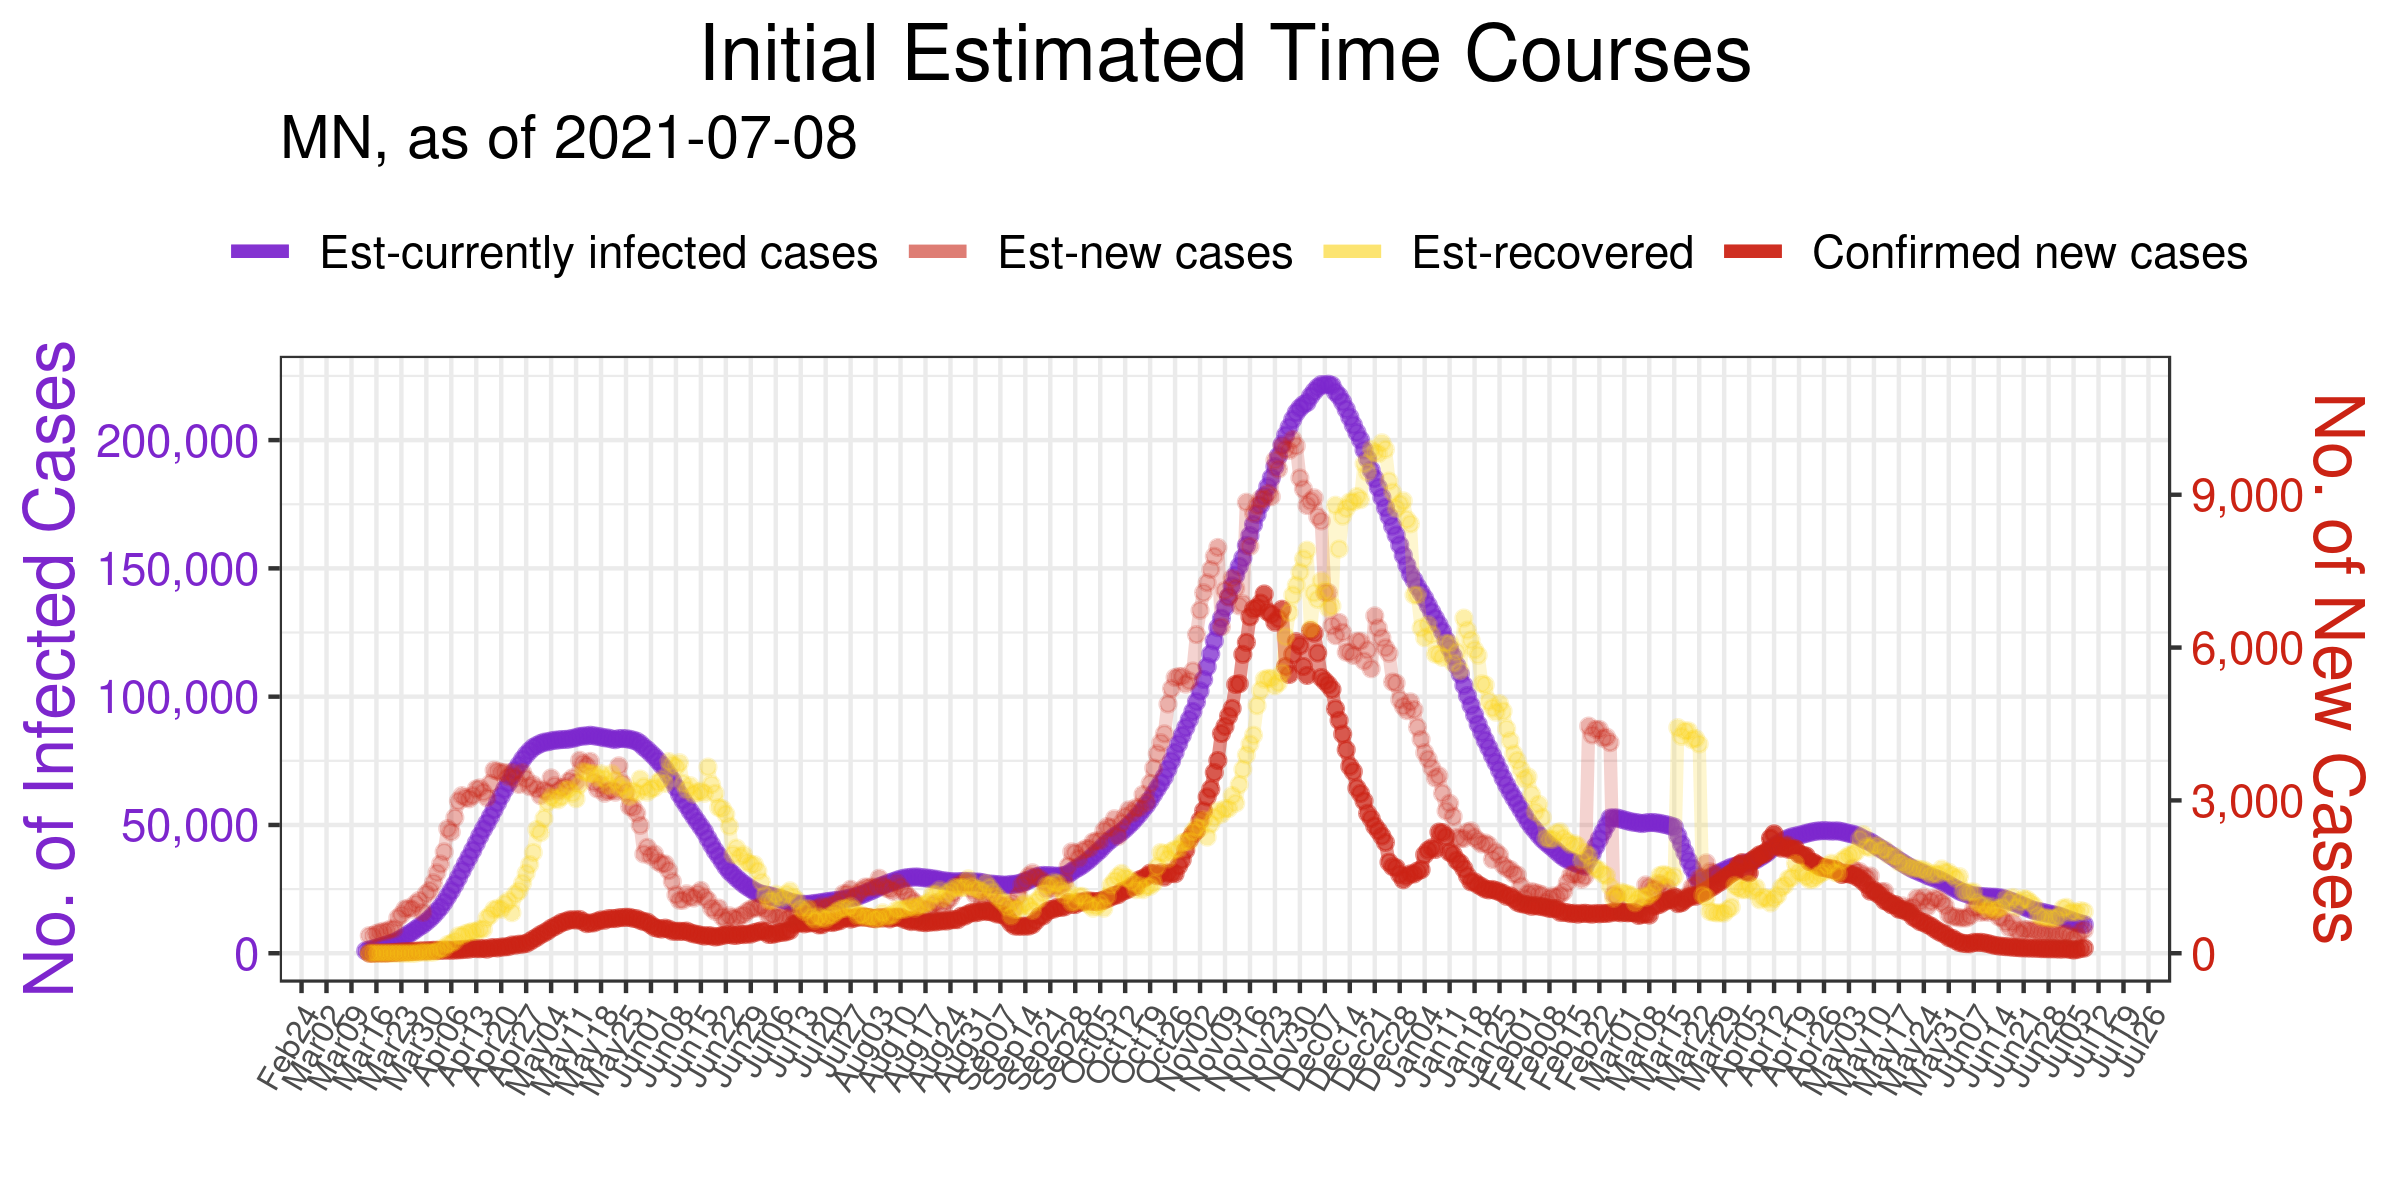 Initial Estimated Time Courses
MN, as of 2021-07-08
Est-currently infected cases
Est-new cases
Est-recovered
Confirmed new cases
No. of Infected Cases
200,000
150,000
100,000
50,000
0
9,000
6,000
3,000
0
No. of New Cases
Feb24
Mar02
Mar09
Mar16
Mar23
Mar30
Apr06
Apr13
Apr20
Apr27
May04
May11
May18
May25
Jun01
Jun08
Jun15
Jun22
Jun29
Jul06
Jul13
Jul20
Jul27
Aug03
Aug10
Aug17
Aug24
Aug31
Sep07
Sep14
Sep21
Sep28
Oct05
Oct12
Oct19
Oct26
Nov02
Nov09
Nov16
Nov23
Nov30
Dec07
Dec14
Dec21
Dec28
Jan04
Jan11
Jan18
Jan25
Feb01
Feb08
Feb15
Feb22
Mar01
Mar08
Mar15
Mar22
Mar29
Apr05
Apr12
Apr19
Apr26
May03
May10
May17
May24
May31
Jun07
Jun14
Jun21
Jun28
Jul05
Jul12
Jul19
Jul26